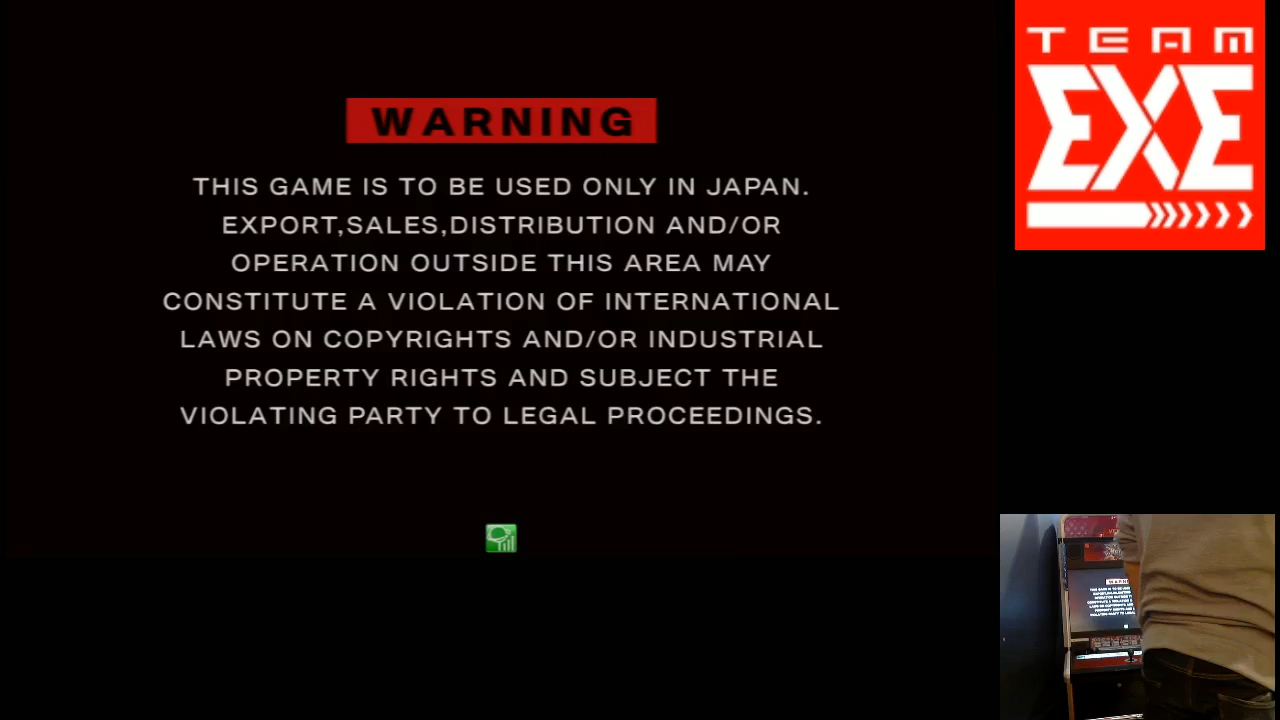 WARNING
THIS GAME IS TO BE USED ONLY IN JAPAN.
EXPORT,SALES,DISTRIBUTION AND/OR
OPERATION OUTSIDE THIS AREA MAY
CONSTITUTE A VIOLATION OF INTERNATIONAL
LAWS ON COPYRIGHTS AND/OR INDUSTRIAL
PROPERTY RIGHTS AND SUBJECT THE
VIOLATING PARTY TO LEGAL PROCEEDINGS.
TEAM
EXE